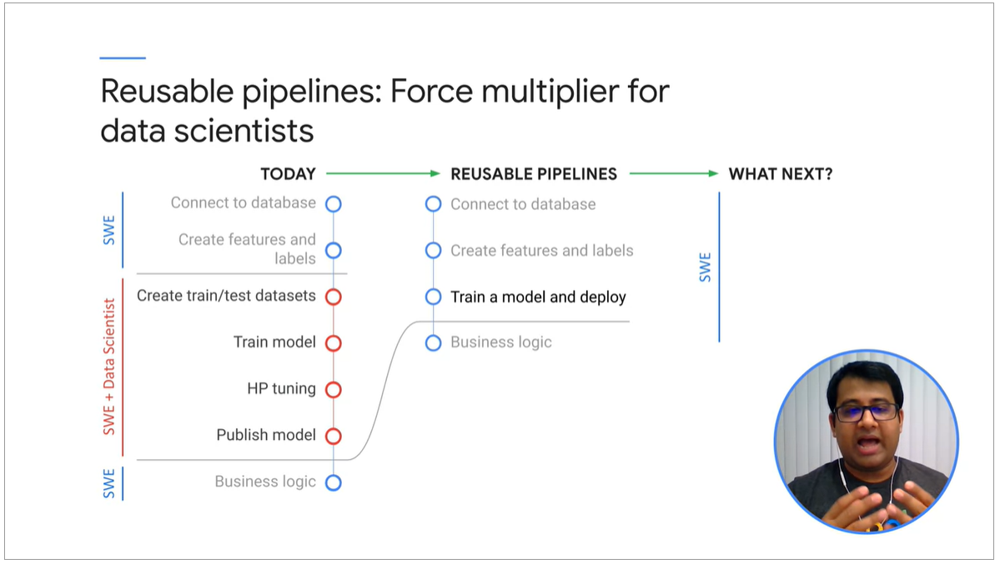 Reusable pipelines: Force multiplier for
data scientists
TODAY
REUSABLE PIPELINES
WHAT NEXT?
SWE
Connect to database
Create features and
labels
SWE + Data Scientist
Create train/test datasets
Train model
HP tuning
Publish model
SWE
Business logic
Connect to database
Create features and labels
Train a model and deploy
Business logic
SWE